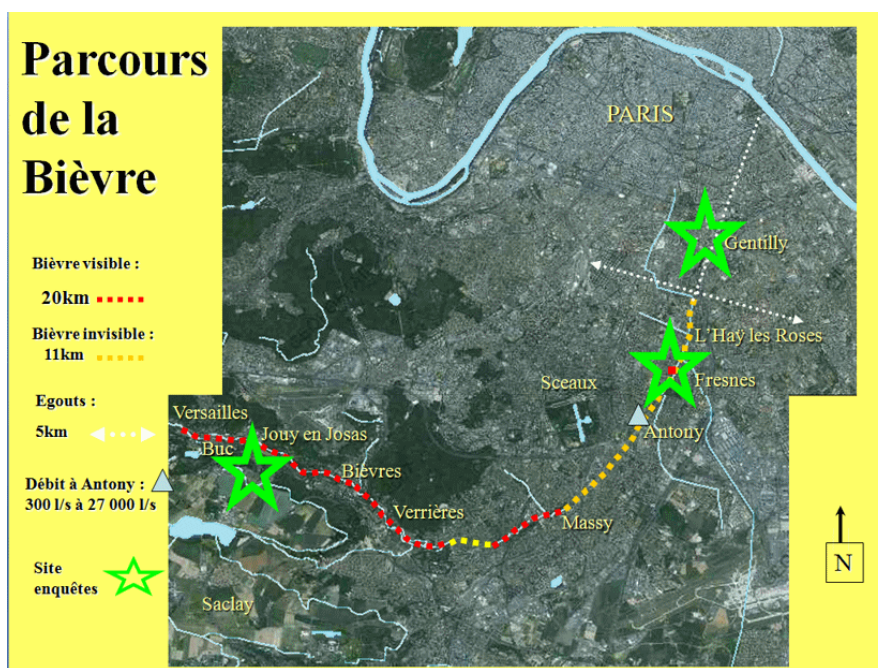 Parcours
de la
Bièvre
Bièvre visible :
20km
Bièvre invisible :
11km
Egouts :
5km
Débit à Antony :
300 l/s à 27 000 l/s
Site
enquêtes
PARIS
Gentilly
L'Haÿ les Roses
Fresnes
Sceaux
Antony
Versailles
Jouy en Josas
Buc
Bièvres
Verrières
Massy
Saclay
N